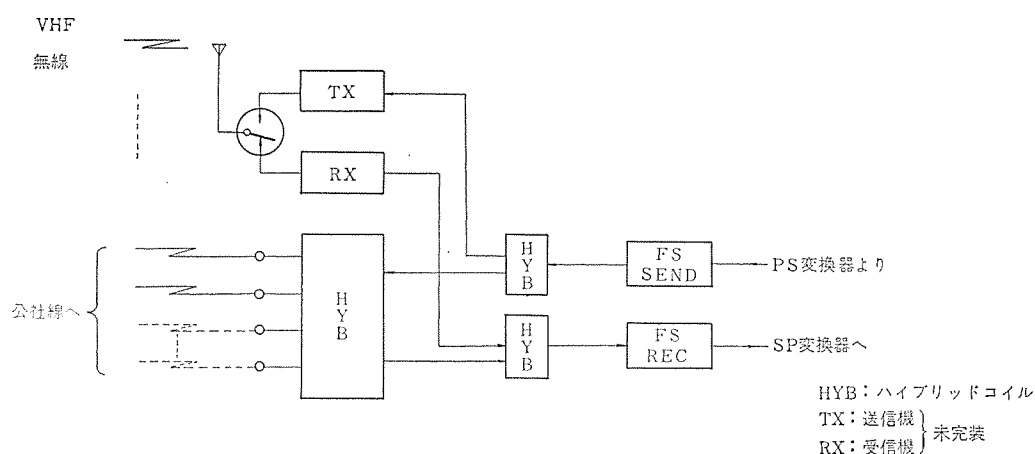 VHF
無線
TX
RX
HYB
HYB
FS
SEND
PS変換器より
公社線へ
HYB
FS
REC
SP変換器へ
HYB：ハイブリッドコイル
TX：送信機
RX：受信機
未完装